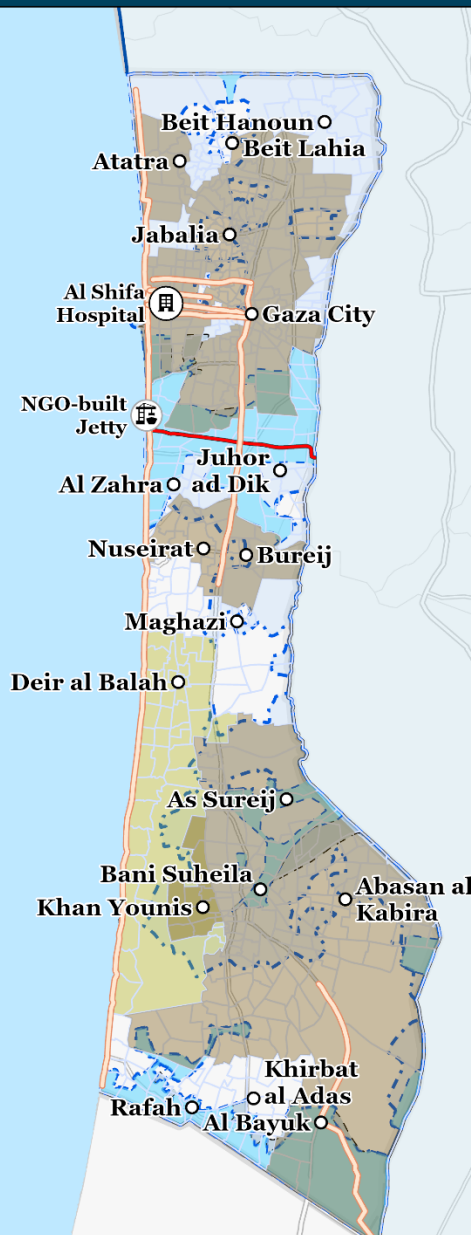 Beit Hanoun
Beit Lahia
Atatra
Jabalia
Al Shifa
Hospital
Gaza City
NGO-built
Jetty
Juhor
ad Dik
Al Zahra
Nuseirat
Bureij
Maghazi
Deir al Balah
As Sureij
Bani Suheila
Abasan al
Kabira
Khan Younis
Khirbat
al Adas
Rafah
Al Bayuk